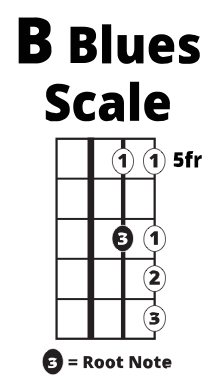 B Blues
Scale
1 1 5fr
3 1
2
3
3 = Root Note